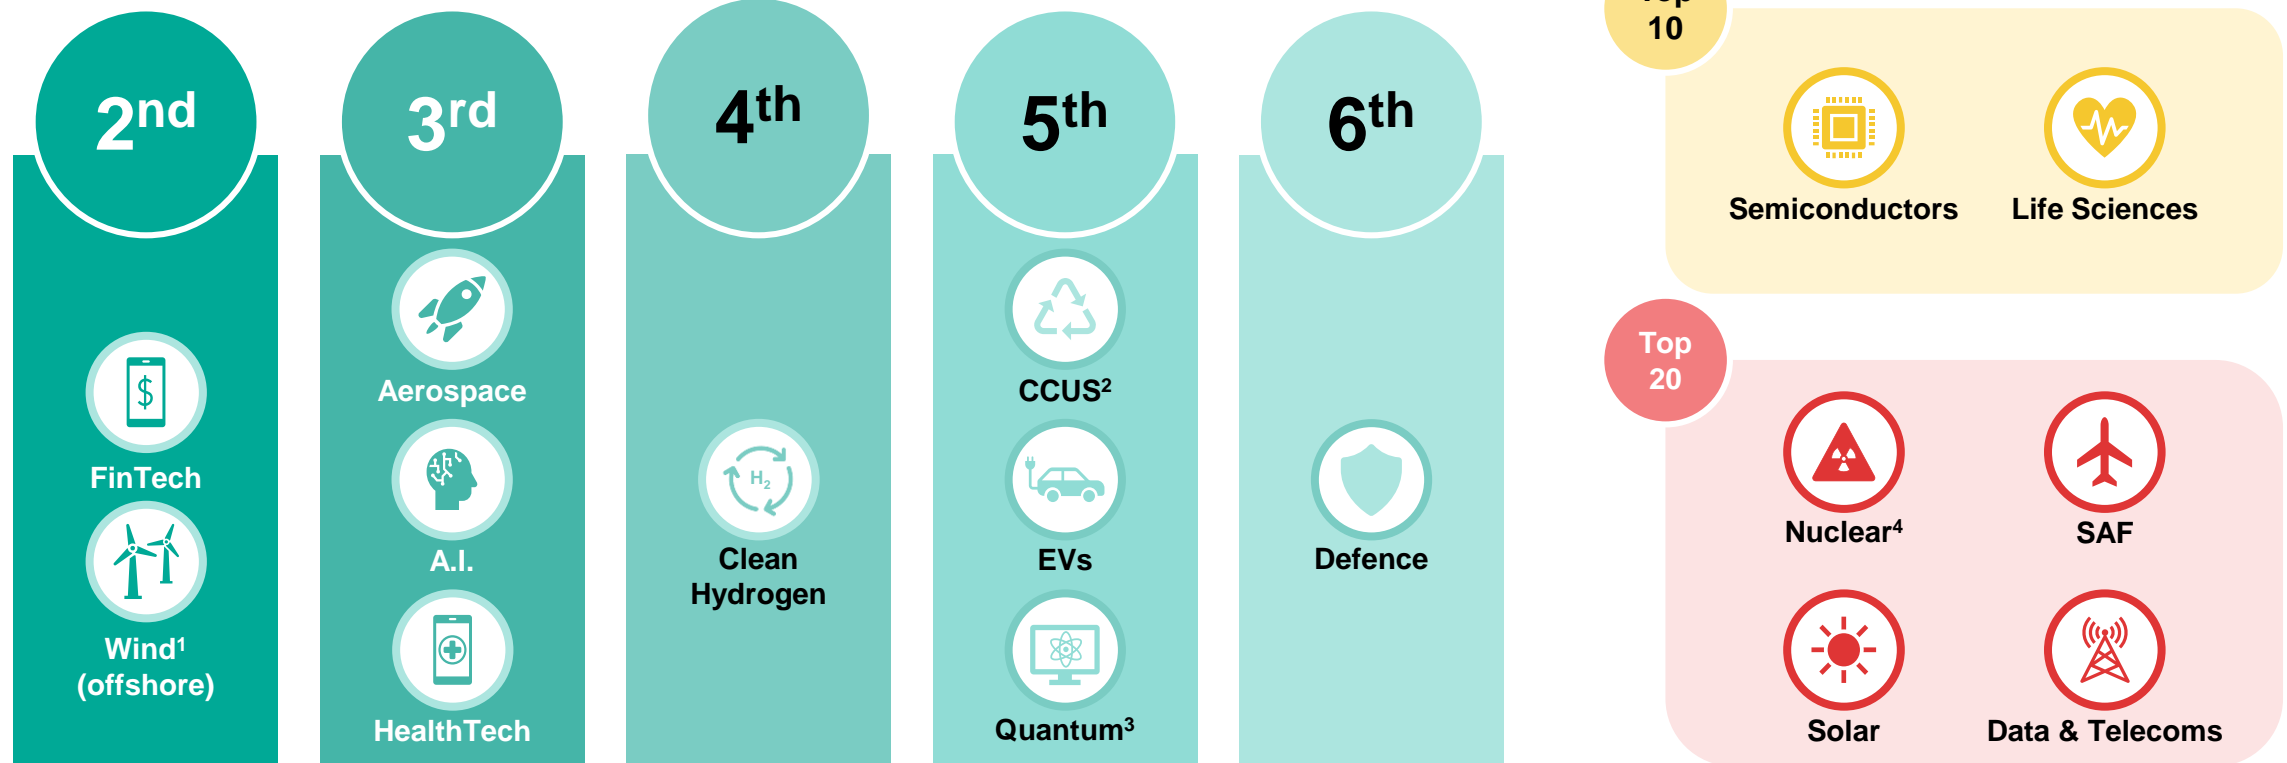 2nd
FinTech
Wind1
(offshore)
3rd
Aerospace
A.I.
HealthTech
4th
H2
Clean
Hydrogen
5th
CCUS2
EVs
Quantum3
6th
Defence
Top
10
Semiconductors
Life Sciences
Top
20
Nuclear4
SAF
Solar
Data & Telecoms